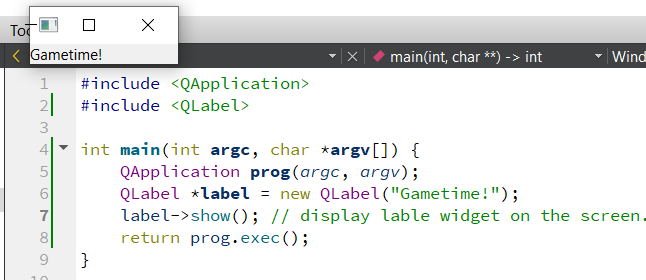 Too
Gametime!
main(int, char **) -> int
Wind
1 #include <QApplication>
2 #include <QLabel>
3
4 int main(int argc, char *argv[]) {
5 QApplication prog(argc, argv);
6 QLabel *label = new QLabel("Gametime!");
7 label->show(); // display lable widget on the screen.
8 return prog.exec();
9 }
10